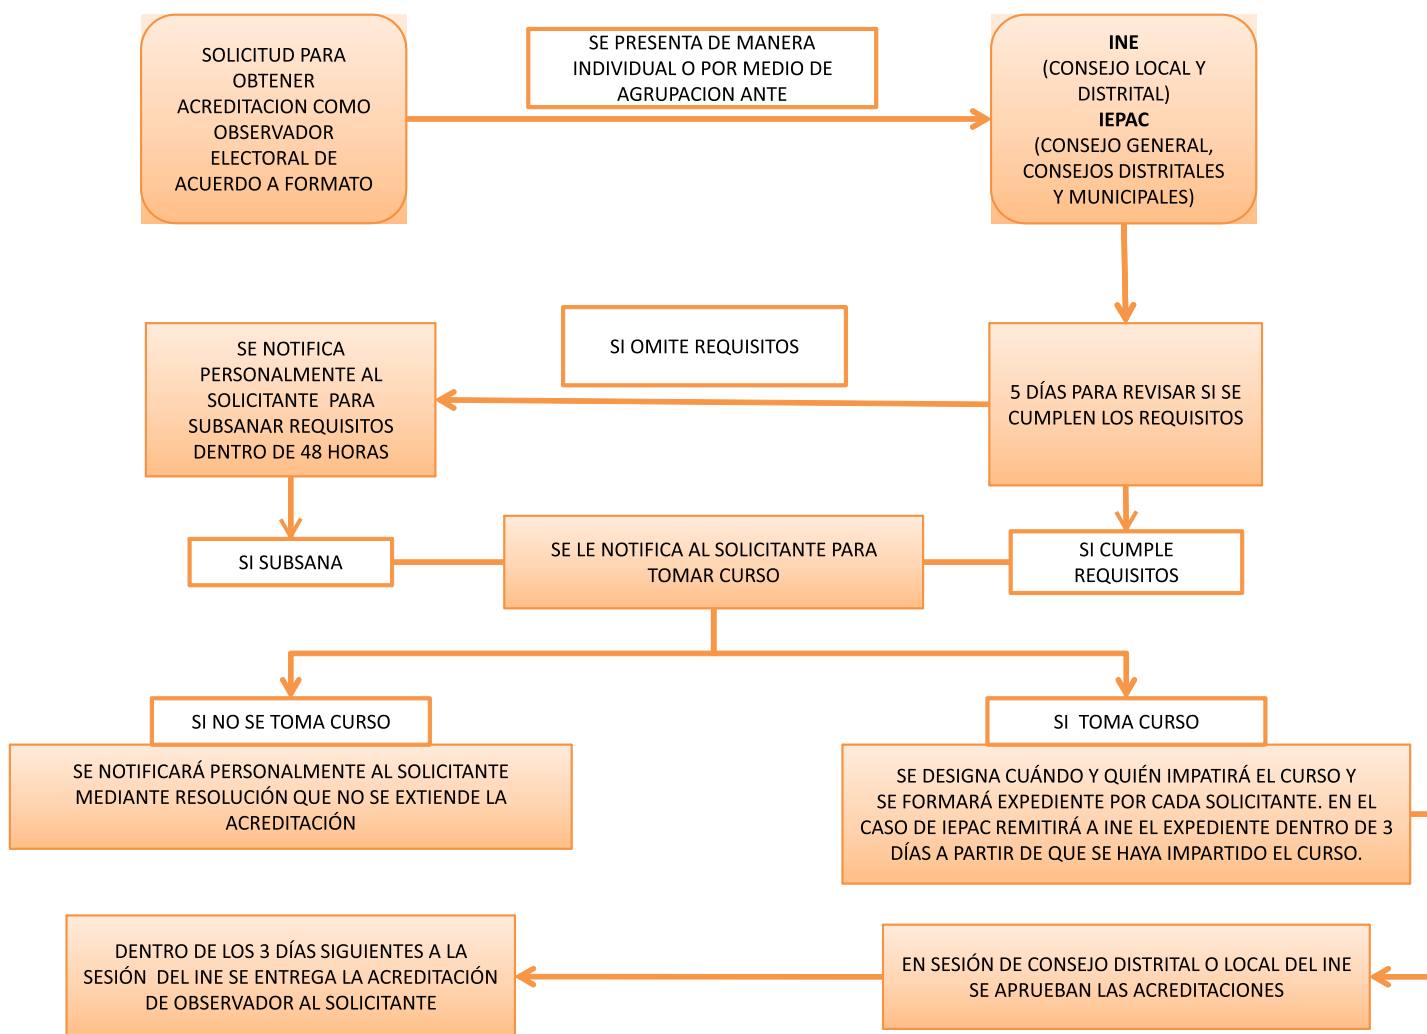 SOLICITUD PARA
OBTENER
ACREDITACION COMO
OBSERVADOR
ELECTORAL DE
ACUERDO A FORMATO
SE PRESENTA DE MANERA
INDIVIDUAL O POR MEDIO DE
AGRUPACION ANTE
INE
(CONSEJO LOCAL Y
DISTRITAL)
IEPAC
(CONSEJO GENERAL,
CONSEJOS DISTRITALES
Y MUNICIPALES)
5 DÍAS PARA REVISAR SI SE
CUMPLEN LOS REQUISITOS
SI OMITE REQUISITOS
SE NOTIFICA
PERSONALMENTE AL
SOLICITANTE PARA
SUBSANAR REQUISITOS
DENTRO DE 48 HORAS
SI SUBSANA
SI CUMPLE
REQUISITOS
SE LE NOTIFICA AL SOLICITANTE PARA
TOMAR CURSO
SI NO SE TOMA CURSO
SE NOTIFICARÁ PERSONALMENTE AL SOLICITANTE
MEDIANTE RESOLUCIÓN QUE NO SE EXTIENDE LA
ACREDITACIÓN
SI TOMA CURSO
SE DESIGNA CUÁNDO Y QUIÉN IMPATIRÁ EL CURSO Y
SE FORMARÁ EXPEDIENTE POR CADA SOLICITANTE. EN EL
CASO DE IEPAC REMITIRÁ A INE EL EXPEDIENTE DENTRO DE 3
DÍAS A PARTIR DE QUE SE HAYA IMPARTIDO EL CURSO.
EN SESIÓN DE CONSEJO DISTRITAL O LOCAL DEL INE
SE APRUEBAN LAS ACREDITACIONES
DENTRO DE LOS 3 DÍAS SIGUIENTES A LA
SESIÓN DEL INE SE ENTREGA LA ACREDITACIÓN
DE OBSERVADOR AL SOLICITANTE